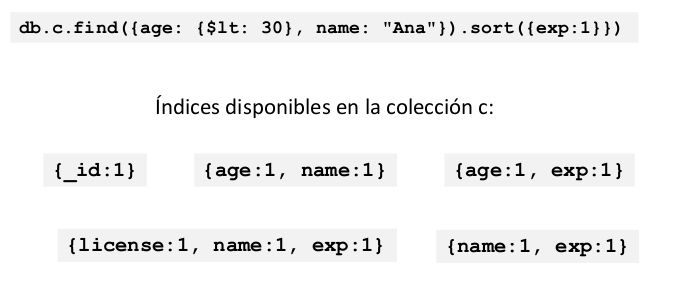 db.c.find({age: {$lt: 30}, name: "Ana"}).sort({exp:1}})
Índices disponibles en la colección c:
{_id:1} {age:1, name:1} {age:1, exp:1}
{license:1, name:1, exp:1} {name:1, exp:1}